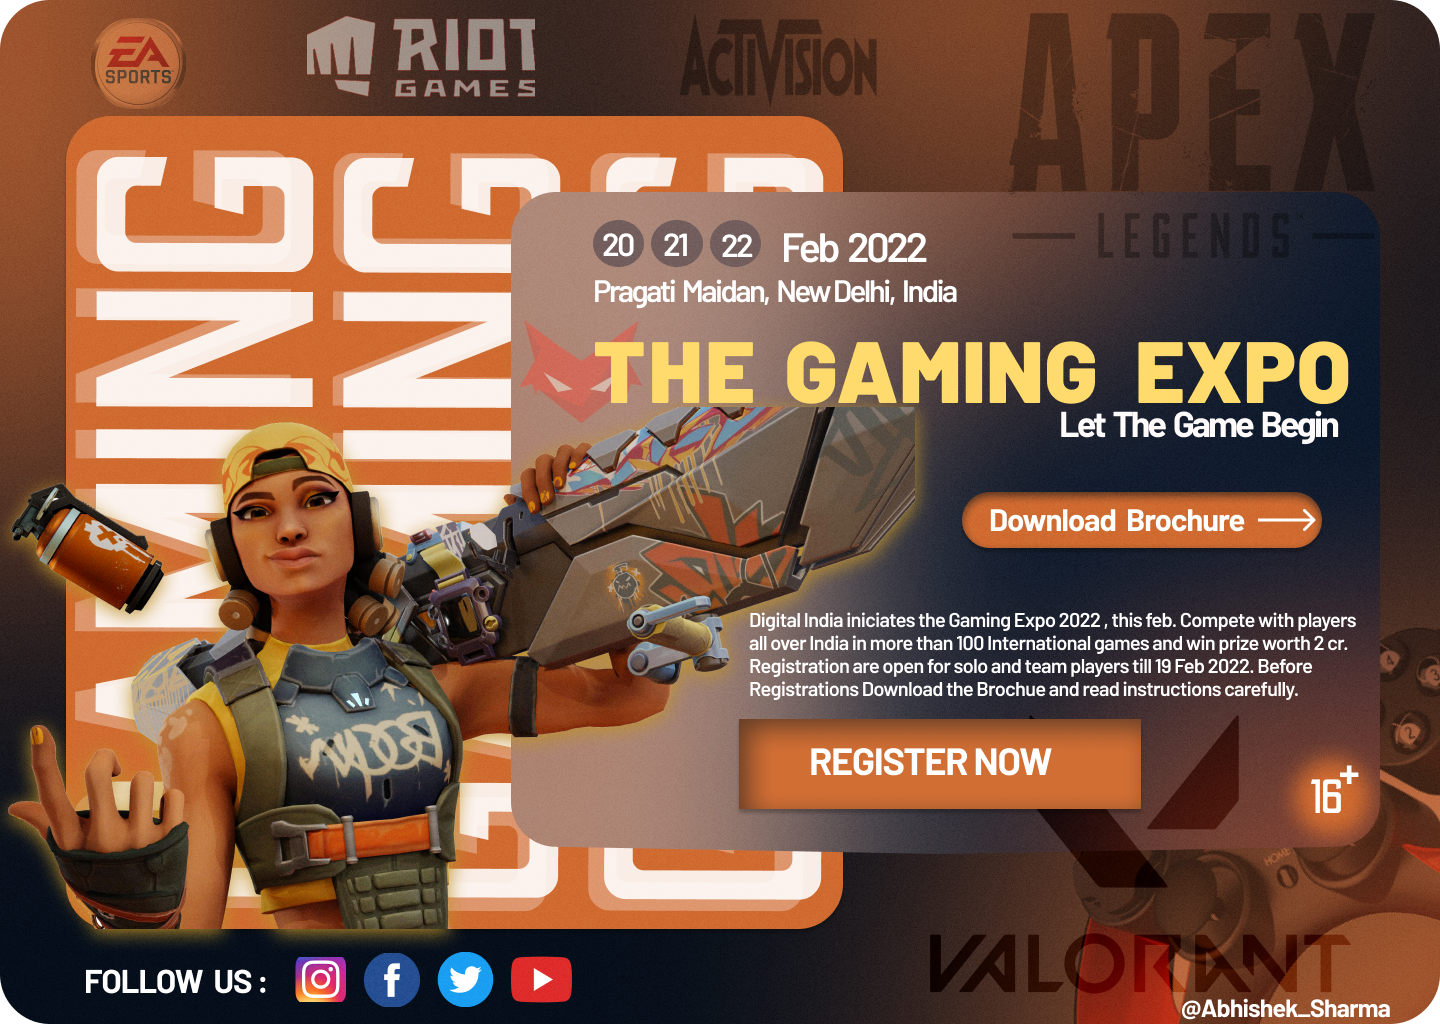 EA
SPORTS
RIOT
GAMES
ACTIVISION
APEX
LEGENDS
GAMING
GAMING
20 21 22 Feb 2022
Pragati Maidan, New Delhi, India
THE GAMING EXPO
Let The Game Begin
Download Brochure
Digital India iniciates the Gaming Expo 2022 , this feb. Compete with players
all over India in more than 100 International games and win prize worth 2 cr.
Registration are open for solo and team players till 19 Feb 2022. Before
Registrations Download the Brochue and read instructions carefully.
REGISTER NOW
16+
HOME
VALORANT
FOLLOW US :
@Abhishek_Sharma